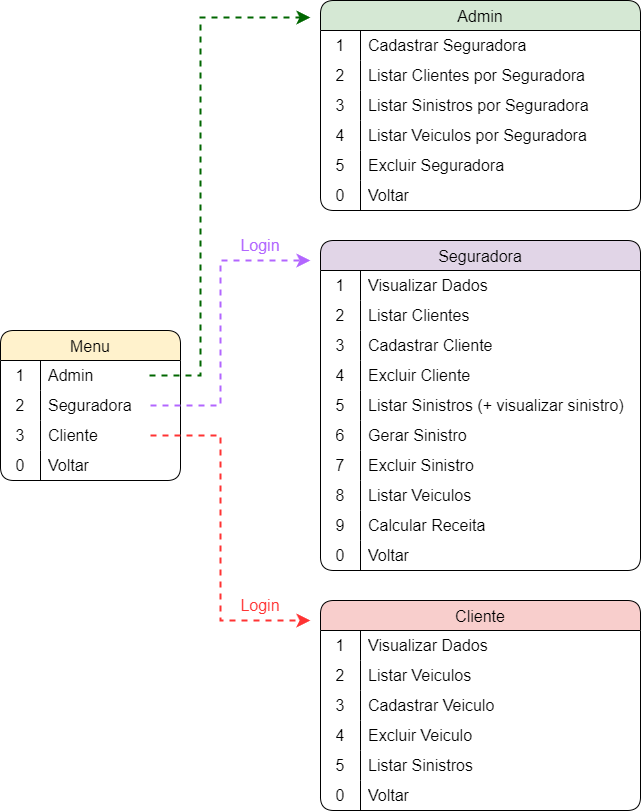 Menu
1 Admin
2 Seguradora
3 Cliente
0 Voltar
Admin
1 Cadastrar Seguradora
2 Listar Clientes por Seguradora
3 Listar Sinistros por Seguradora
4 Listar Veiculos por Seguradora
5 Excluir Seguradora
0 Voltar
Login
Seguradora
1 Visualizar Dados
2 Listar Clientes
3 Cadastrar Cliente
4 Excluir Cliente
5 Listar Sinistros (+ visualizar sinistro)
6 Gerar Sinistro
7 Excluir Sinistro
8 Listar Veiculos
9 Calcular Receita
0 Voltar
Login
Cliente
1 Visualizar Dados
2 Listar Veiculos
3 Cadastrar Veiculo
4 Excluir Veiculo
5 Listar Sinistros
0 Voltar